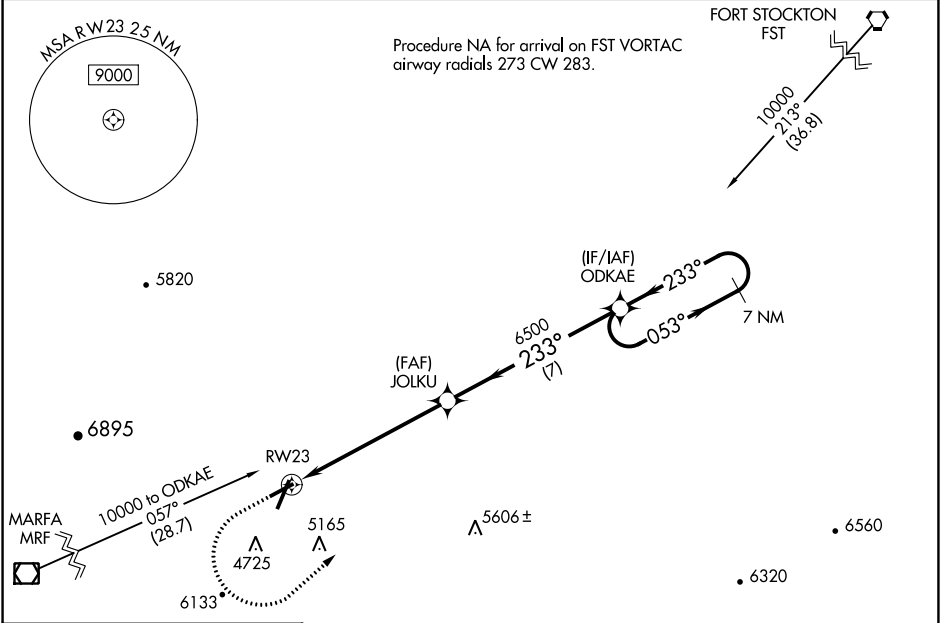 MSA RW23 25 NM
9000
Procedure NA for arrival on FST VORTAC
airway radials 273 CW 283.
FORT STOCKTON
FST
10000
213°
(36.8)
5820
(IF/IAF)
ODKAE
233°
053°
7 NM
6500
233°
(7)
(FAF)
JOLKU
6895
RW23
10000 to ODKAE
057°
(28.7)
MARFA
MRF
4725
5165
5606±
6560
6320
6133